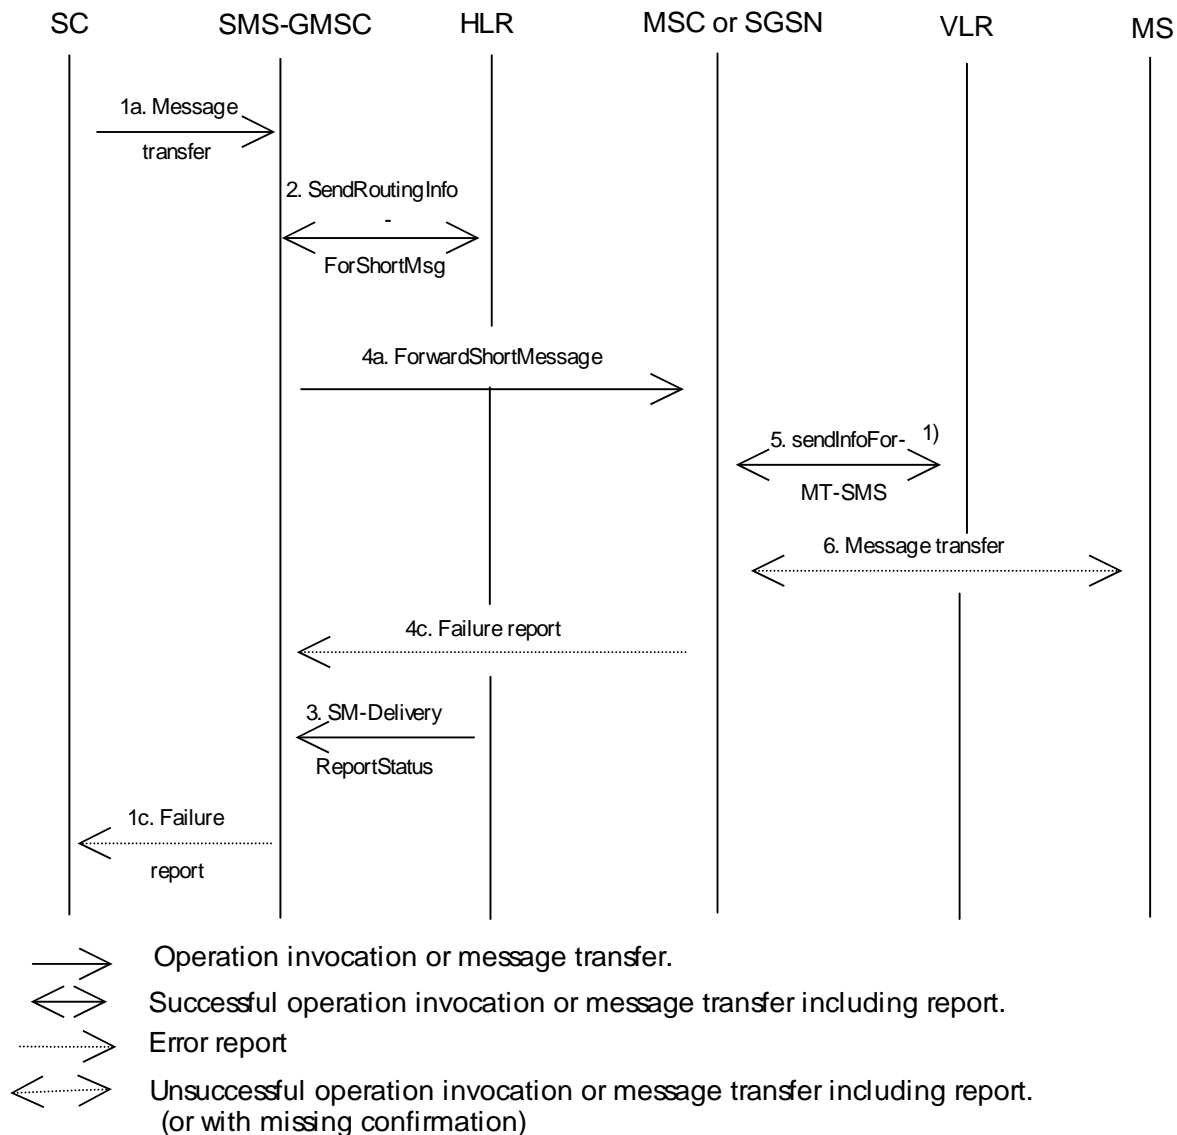 SC SMS-GMSC HLR MSC or SGSN VLR MS
1a. Message
transfer
2. SendRoutingInfo
-
ForShortMsg
4a. ForwardShortMessage
5. sendInfoFor- 1)
MT-SMS
6. Message transfer
4c. Failure report
3. SM-Delivery
ReportStatus
1c. Failure
report
Operation invocation or message transfer.
Successful operation invocation or message transfer including report.
Error report
Unsuccessful operation invocation or message transfer including report.
(or with missing confirmation)